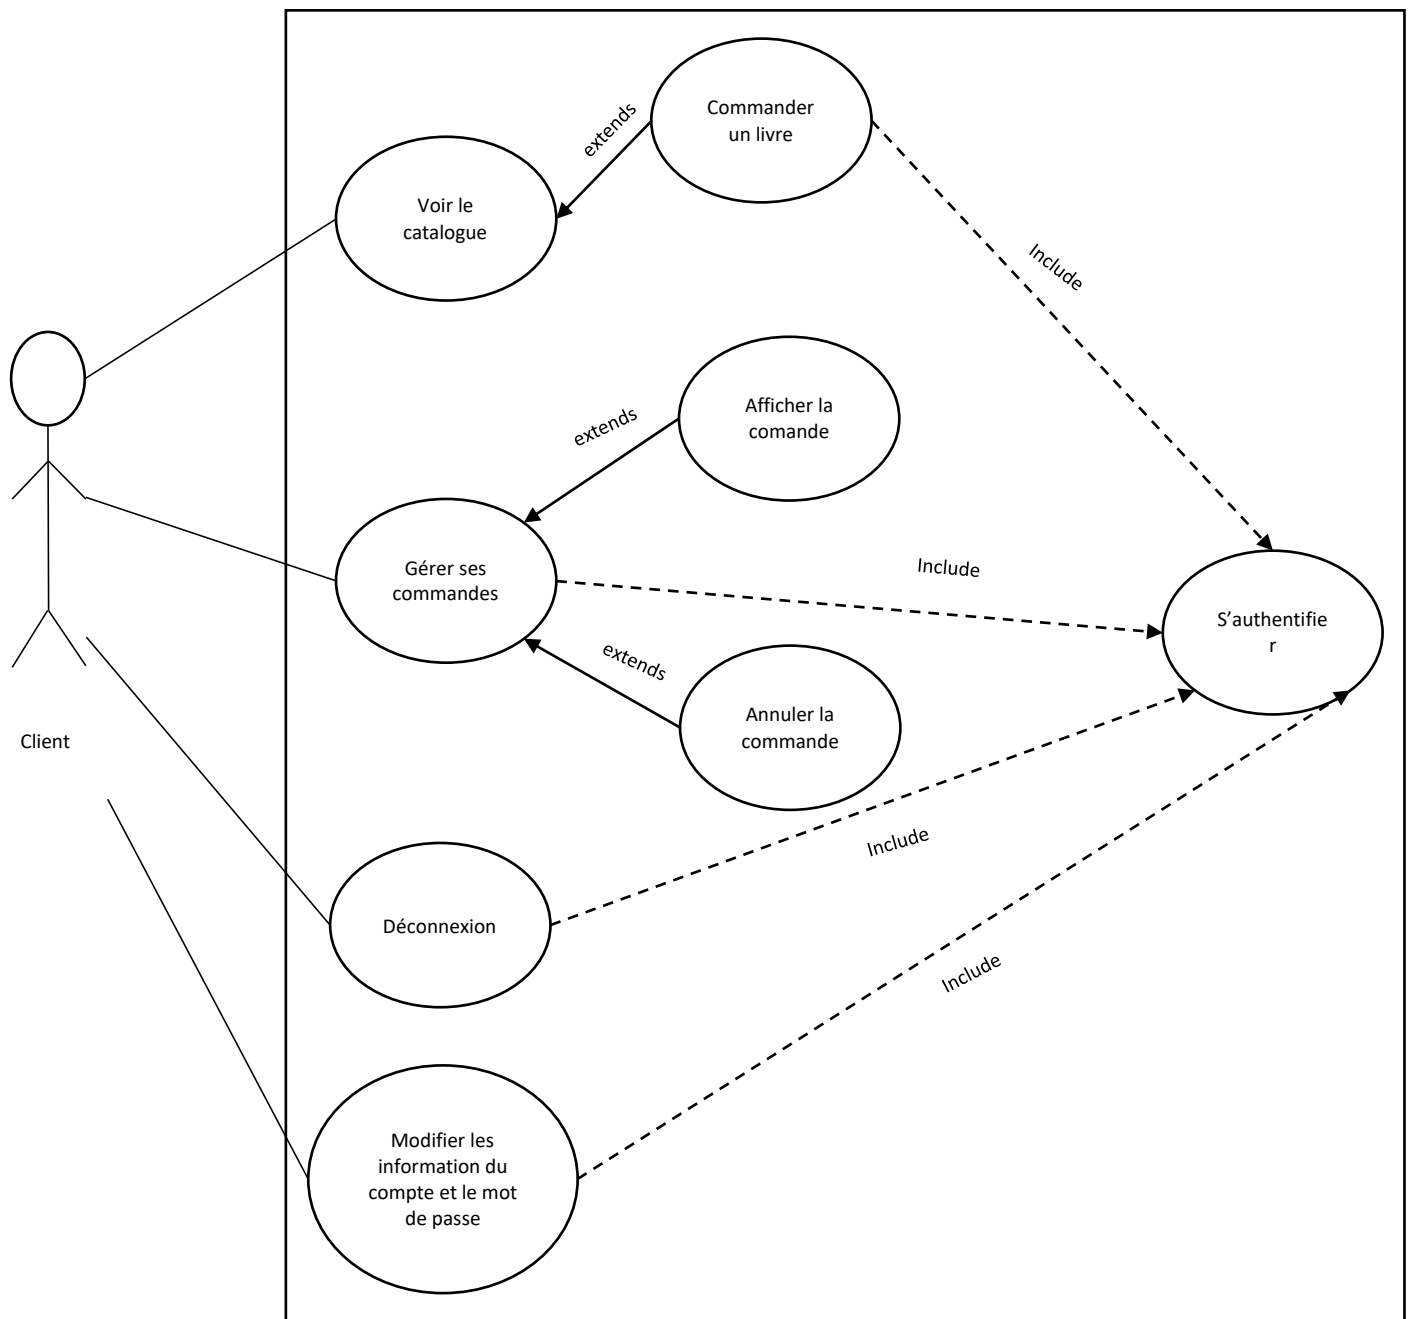 Commander
un livre
extends
Voir le
catalogue
Include
Afficher la
comande
extends
Gérer ses
commandes
Include
S’authentifie
r
extends
Annuler la
commande
Client
Include
Déconnexion
Include
Modifier les
information du
compte et le mot
de passe